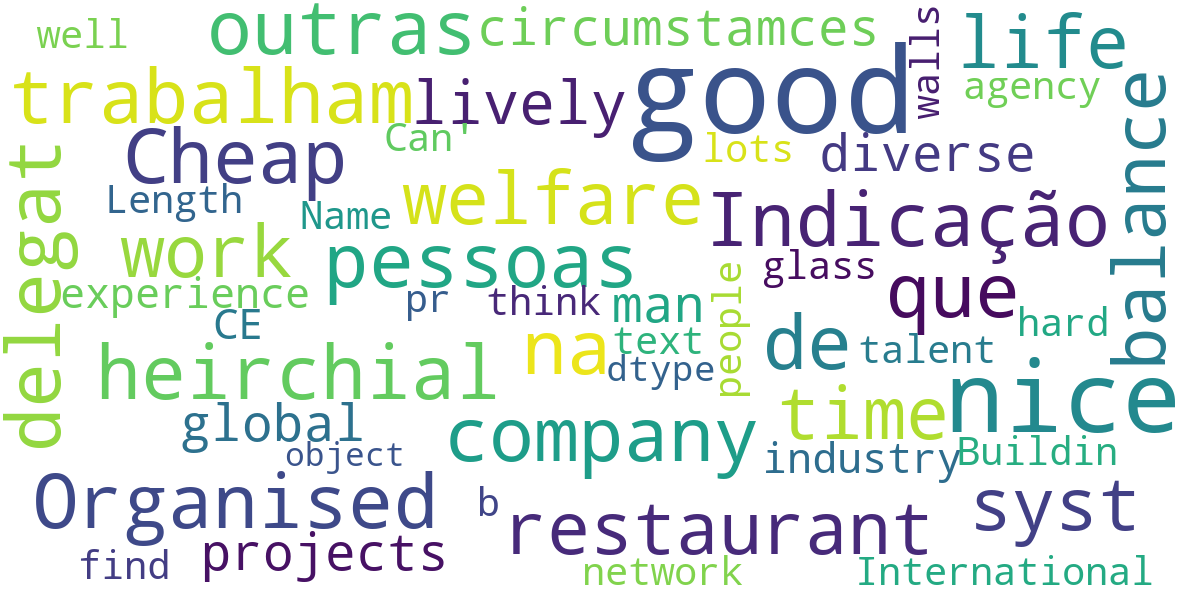 well
outras
circumstamces
walls
life
trabalham
lively
good
agency
balance
Cheap
Can'
lots
diverse
delegat
Length
Name
welfare
Indicação
work
pessoas
glass
que
experience
pr
think
man
people
hard
CE
na
text
de
talent
heirchial
dtype
nice
global
company
time
object
industry
Buildin
Organised
b
restaurant
syst
find
projects
network
International